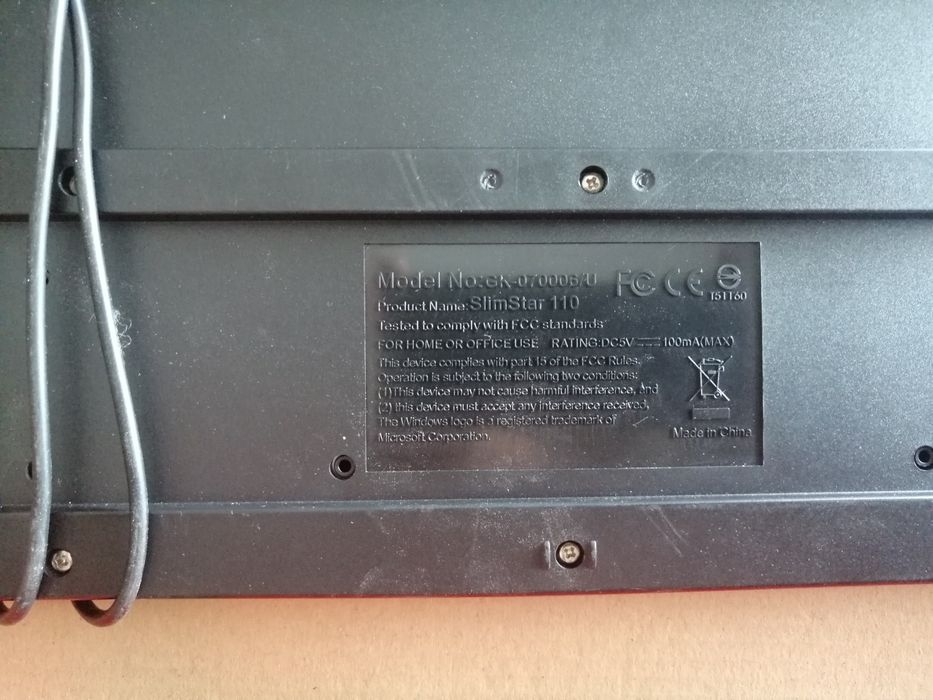 Model No:GK-070006/U
FC CE
T51160
Product Name:SlimStar 110
Tested to comply with FCC standards
FOR HOME OR OFFICE USE RATING:DC5V 100mA(MAX)
This device complies with part 15 of the FCC Rules.
Operation is subject to the following two conditions:
(1)This device may not cause harmful interference, and
(2) this device must accept any interference received,
The Windows logo is a registered trademark of
Microsoft Corporation.
Made in China